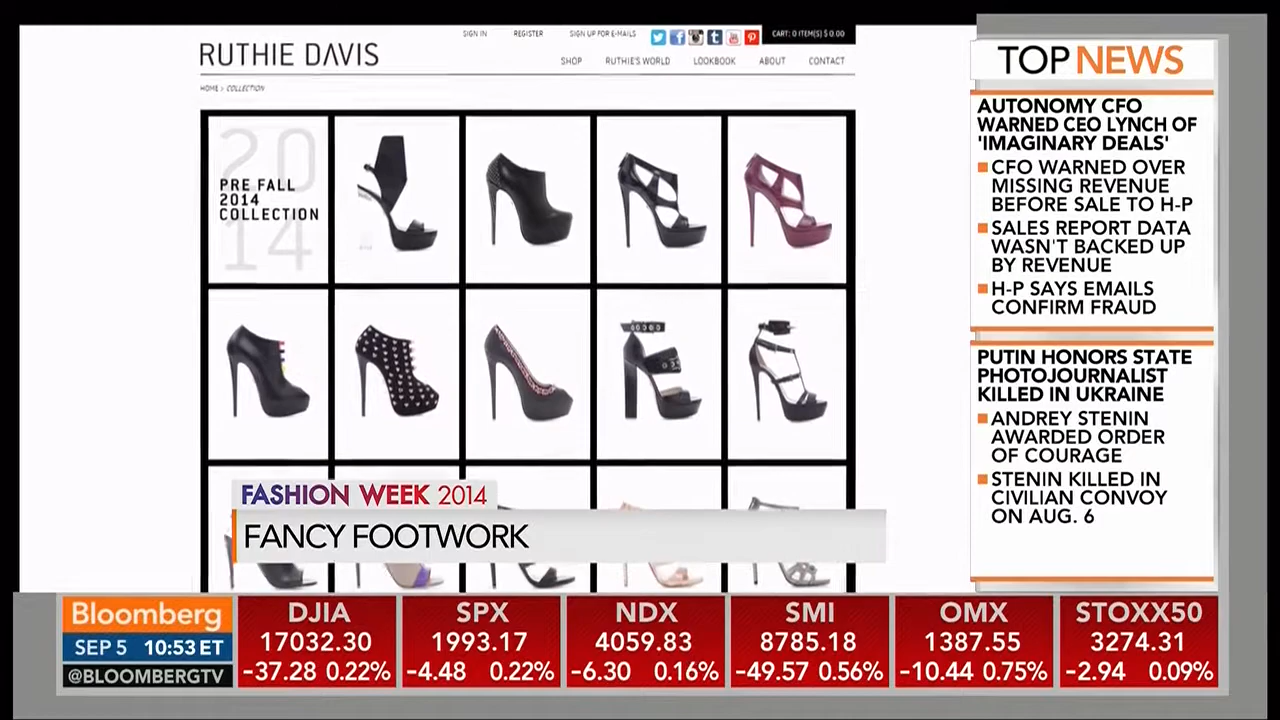 SIGN IN
REGISTER
SIGN UP FOR E-MAILS
CART: 0 ITEM(S) $ 0.00
RUTHIE DAVIS
SHOP
RUTHIE'S WORLD
LOOKBOOK
ABOUT
CONTACT
HOME > COLLECTION
2014
PRE FALL
2014
COLLECTION
FASHION WEEK 2014
FANCY FOOTWORK
TOP NEWS
AUTONOMY CFO
WARNED CEO LYNCH OF
'IMAGINARY DEALS'
CFO WARNED OVER
MISSING REVENUE
BEFORE SALE TO H-P
SALES REPORT DATA
WASN'T BACKED UP
BY REVENUE
H-P SAYS EMAILS
CONFIRM FRAUD
PUTIN HONORS STATE
PHOTOJOURNALIST
KILLED IN UKRAINE
ANDREY STENIN
AWARDED ORDER
OF COURAGE
STENIN KILLED IN
CIVILIAN CONVOY
ON AUG. 6
Bloomberg
SEP 5 10:53 ET
@BLOOMBERGTV
DJIA
17032.30
-37.28 0.22%
SPX
1993.17
-4.48 0.22%
NDX
4059.83
-6.30 0.16%
SMI
8785.18
-49.57 0.56%
OMX
1387.55
-10.44 0.75%
STOXX50
3274.31
-2.94 0.09%